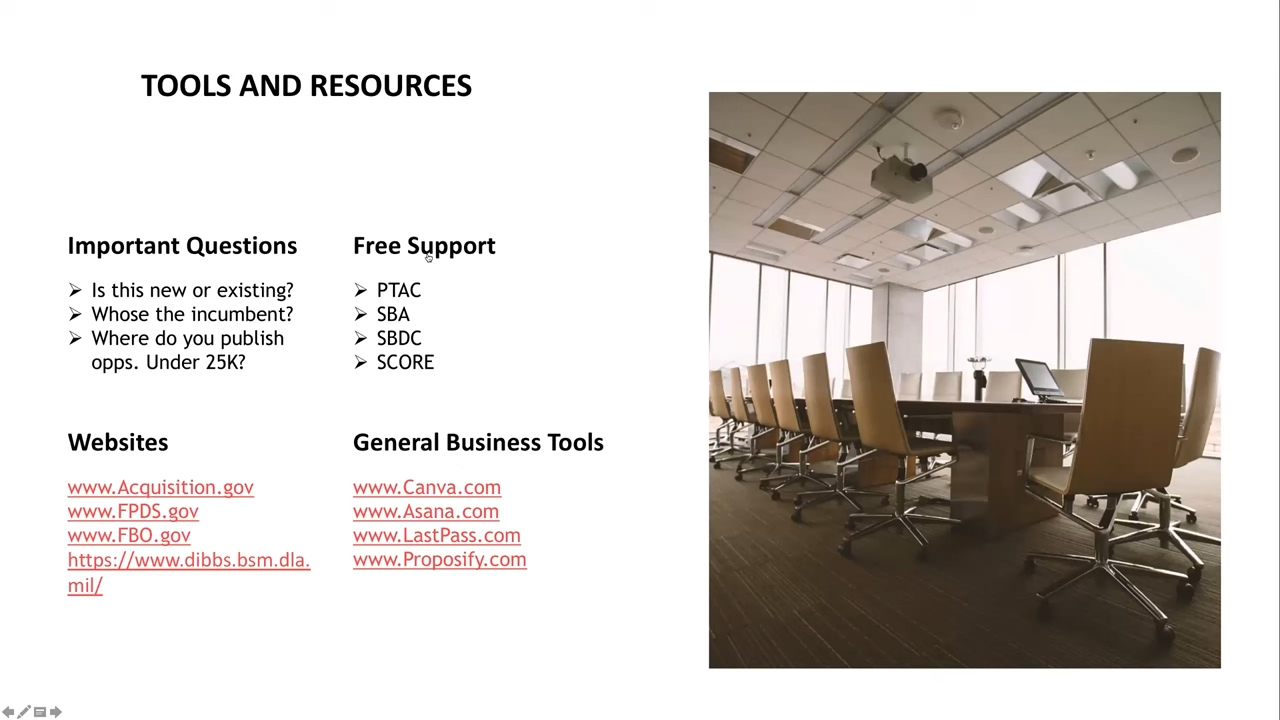 TOOLS AND RESOURCES
Important Questions
Is this new or existing?
Whose the incumbent?
Where do you publish
opps. Under 25K?
Free Support
PTAC
SBA
SBDC
SCORE
Websites
www.Acquisition.gov
www.FPDS.gov
www.FBO.gov
https://www.dibbs.bsm.dla.
mil/
General Business Tools
www.Canva.com
www.Asana.com
www.LastPass.com
www.Proposify.com